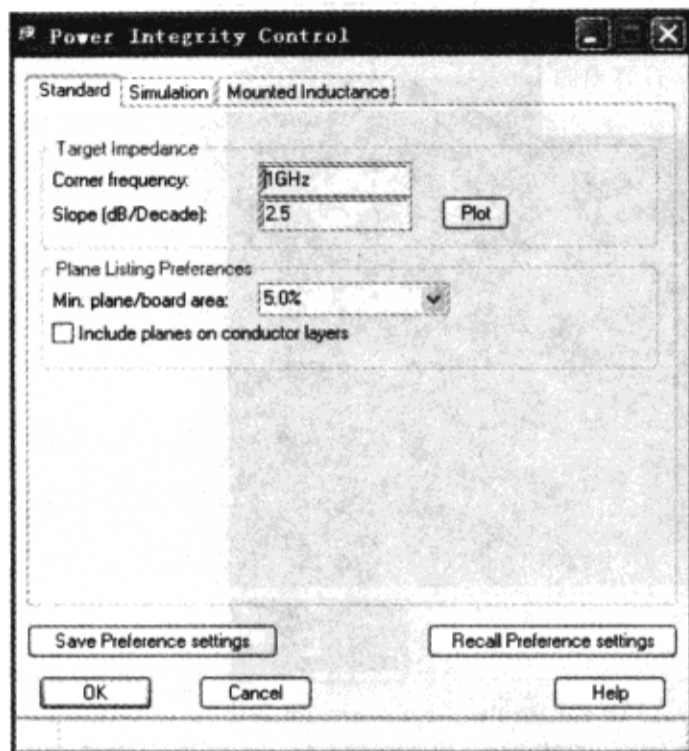 Power Integrity Control
Standard Simulation Mounted Inductance
Target Impedance
Corner frequency: 1GHz
Slope (dB/Decade): 2.5 Plot
Plane Listing Preferences
Min. plane/board area: 5.0%
Include planes on conductor layers
Save Preference settings Recall Preference settings
OK Cancel Help